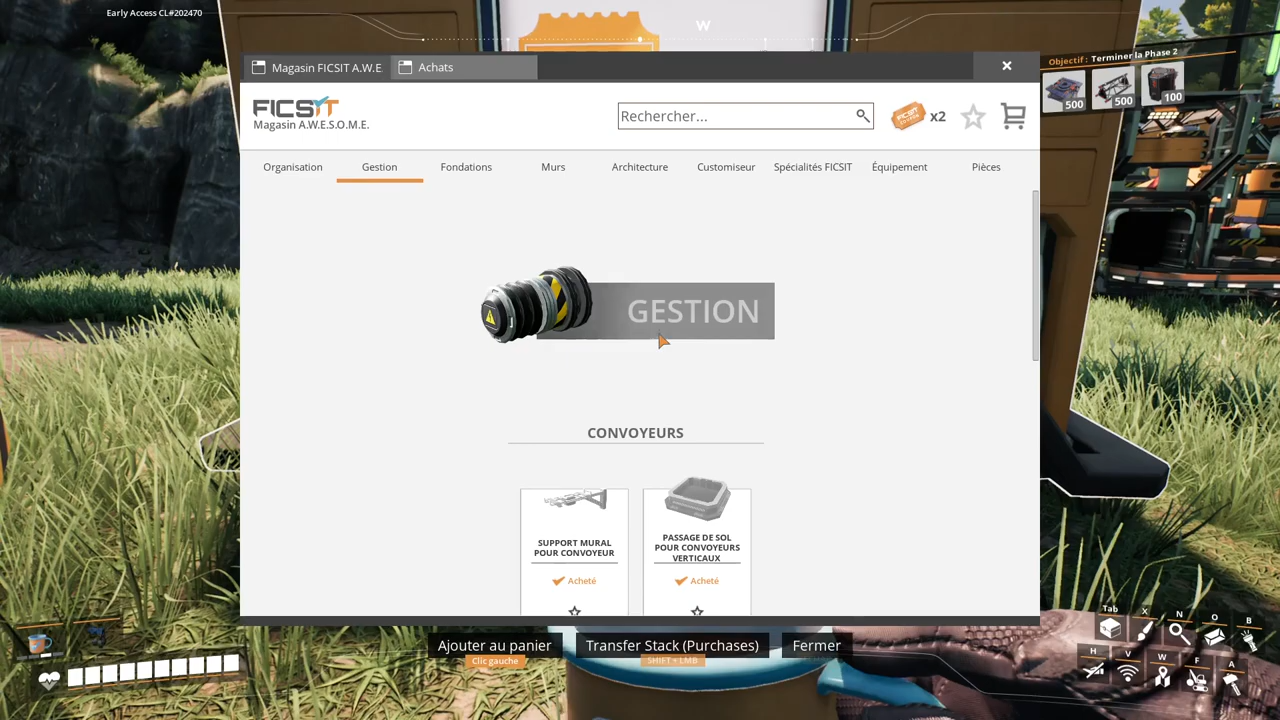 Early Access CL#202470
W
Magasin FICSIT A.W.E
Achats
Objectif : Terminer la Phase 2
500
500
100
FICSIT
Magasin A.W.E.S.O.M.E.
Rechercher...
x2
Organisation
Gestion
Fondations
Murs
Architecture
Customiseur
Spécialités FICSIT
Équipement
Pièces
GESTION
CONVOYEURS
SUPPORT MURAL
POUR CONVOYEUR
Acheté
PASSAGE DE SOL
POUR CONVOYEURS
VERTICAUX
Acheté
Ajouter au panier
Clic gauche
Transfer Stack (Purchases)
SHIFT + LMB
Fermer
Tab
X
N
O
B
H
V
W
F
A